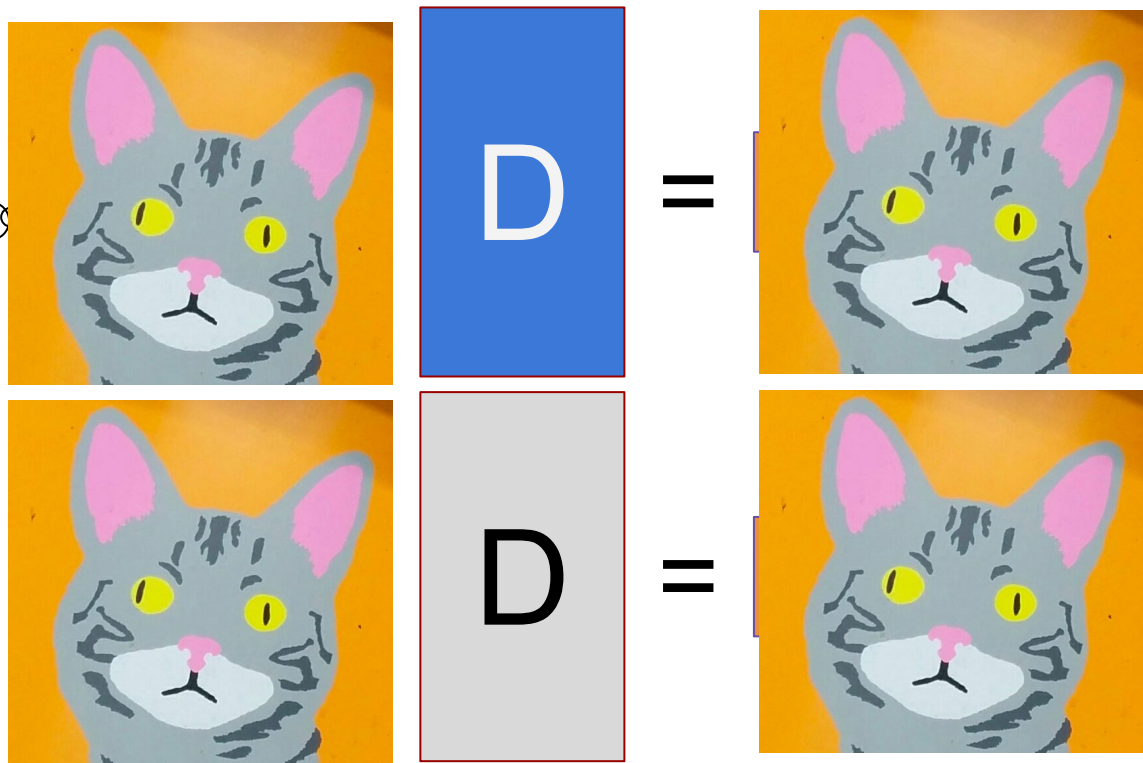 D =
D =